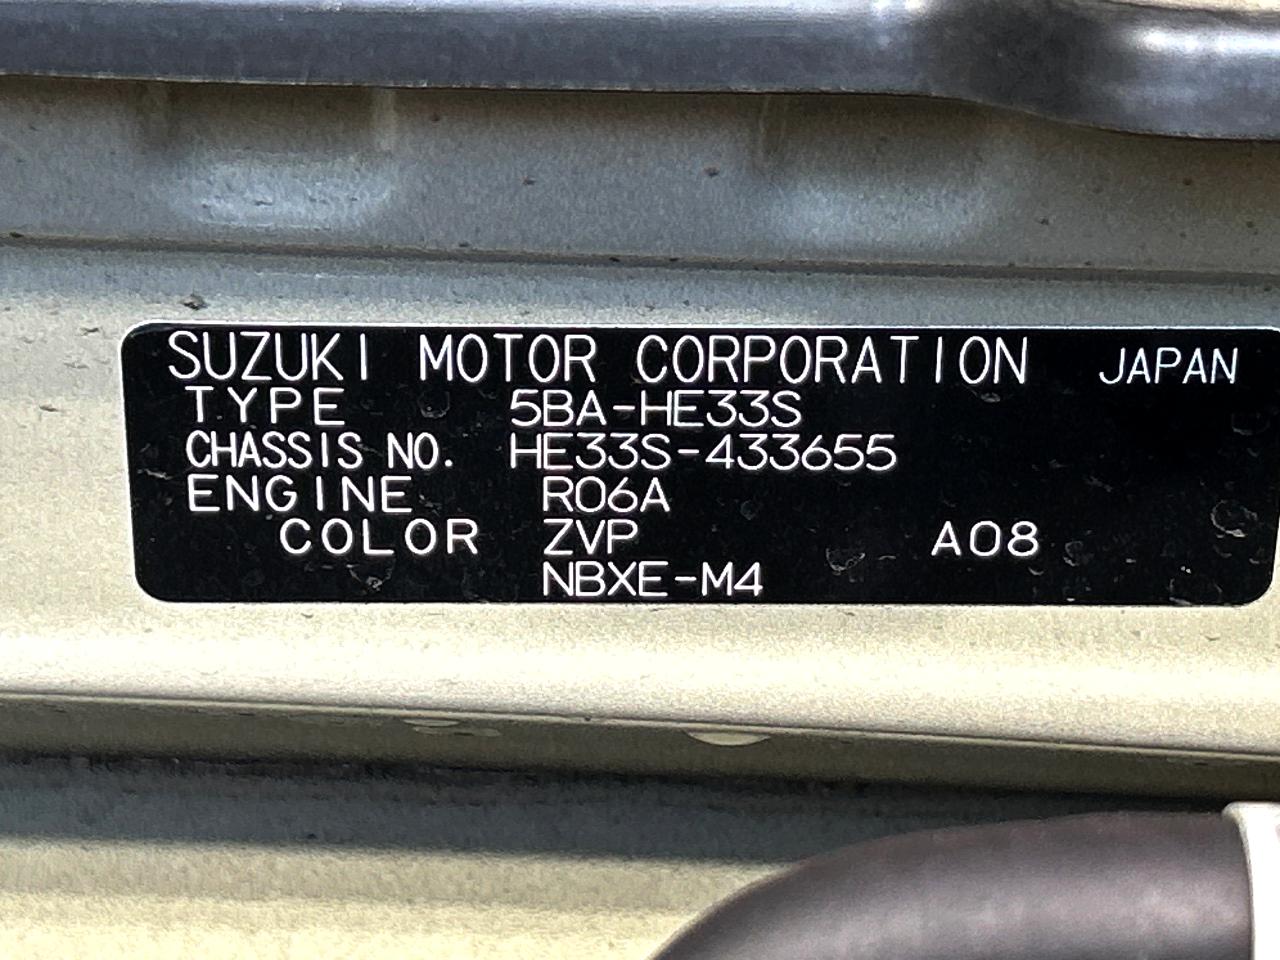 SUZUKI MOTOR CORPORATION JAPAN
TYPE 5BA-HE33S
CHASSIS NO. HE33S-433655
ENGINE R06A
COLOR ZVP A08
NBXE-M4